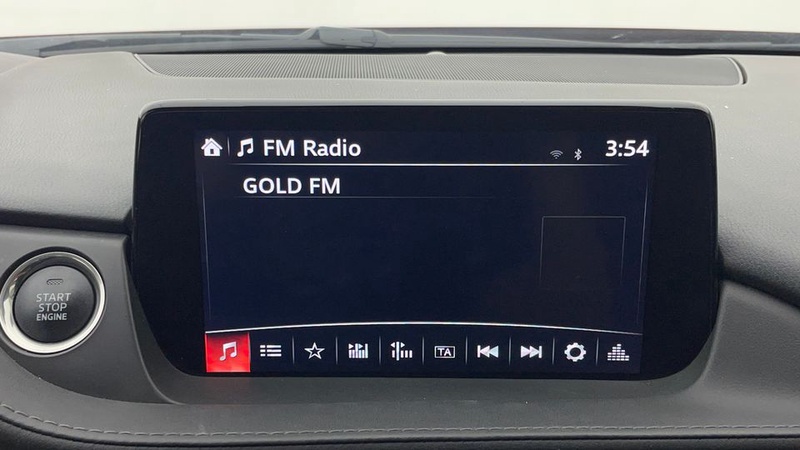 FM Radio
3:54
GOLD FM
START
STOP
ENGINE
TA